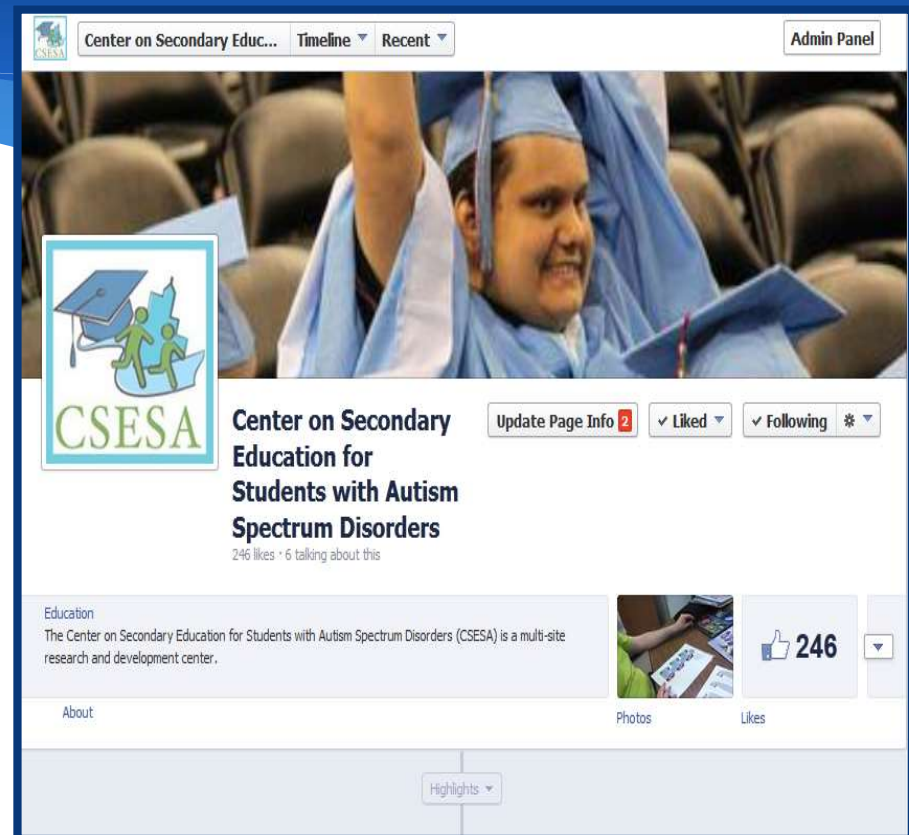 CSESA
Center on Secondary Educ...
Timeline
Recent
Admin Panel
CSESA
Center on Secondary
Education for
Students with Autism
Spectrum Disorders
246 likes · 6 talking about this
Update Page Info 2
✓ Liked
✓ Following
Education
The Center on Secondary Education for Students with Autism Spectrum Disorders (CSESA) is a multi-site
research and development center.
About
Photos
246
Likes
Highlights